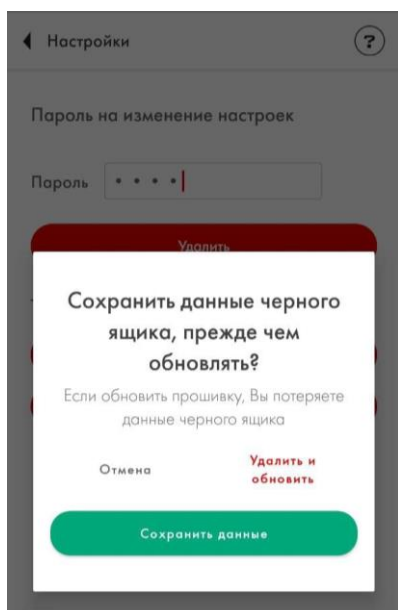 Настройки
?
Пароль на изменение настроек
Пароль ● ● ● ●
Удалить
Сохранить данные черного
ящика, прежде чем
обновлять?
Если обновить прошивку, Вы потеряете
данные черного ящика
Отмена
Удалить и
обновить
Сохранить данные